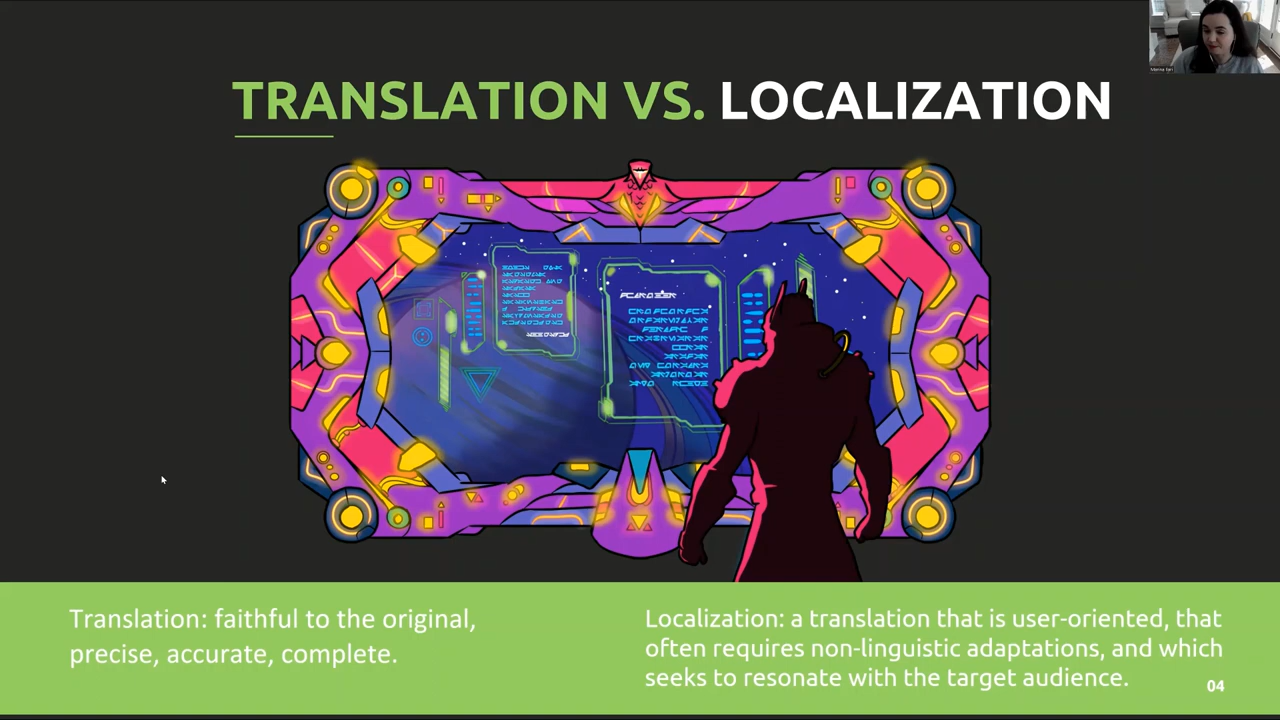 TRANSLATION VS. LOCALIZATION
Translation: faithful to the original,
precise, accurate, complete.
Localization: a translation that is user-oriented, that
often requires non-linguistic adaptations, and which
seeks to resonate with the target audience.
04